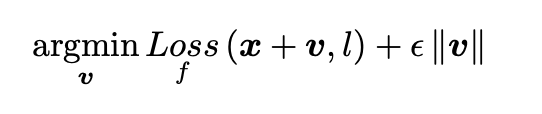 argmin Loss (x + v, l) + ϵ ‖v‖
v f